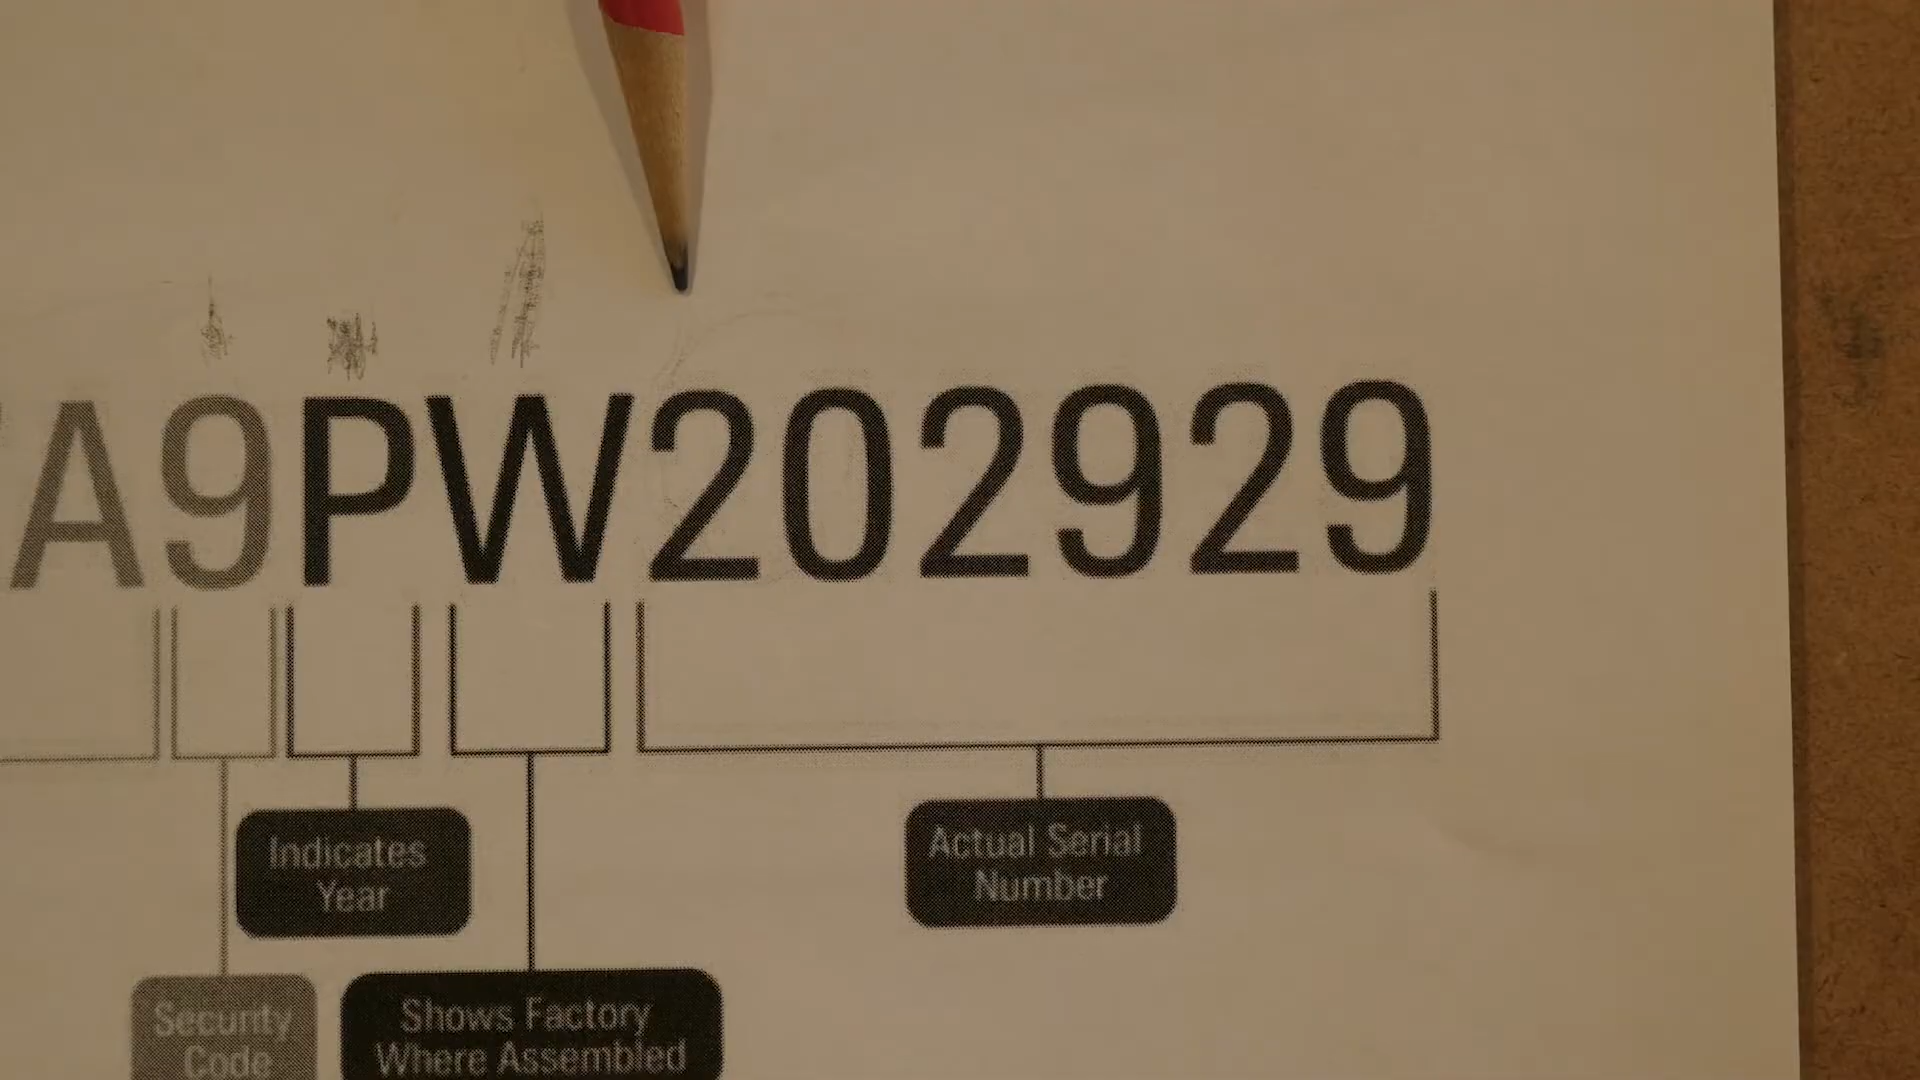 A9PW202929
Indicates
Year
Actual Serial
Number
Security
Code
Shows Factory
Where Assembled